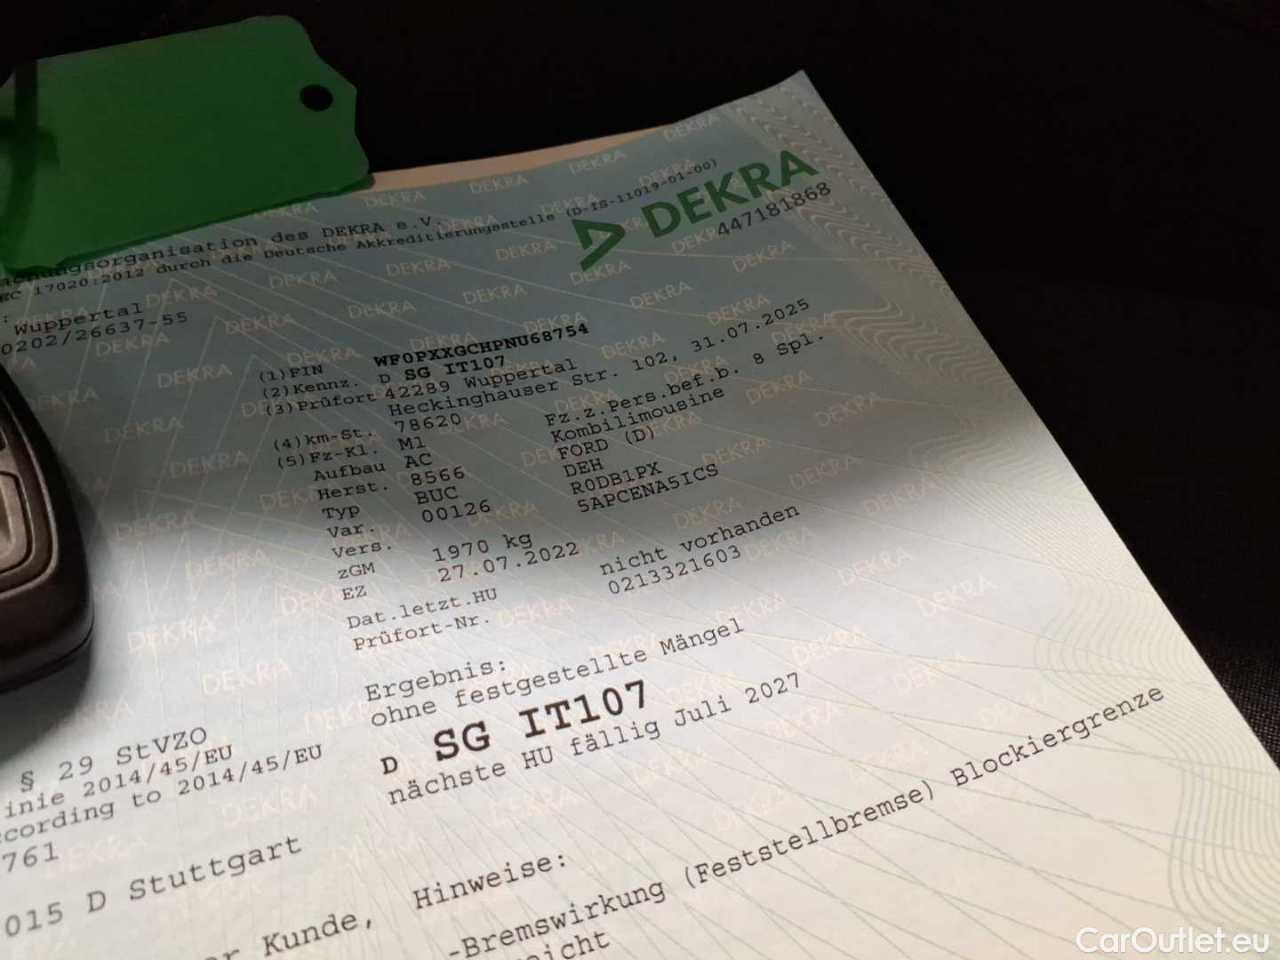 DEKRA
447181868
organisation des DEKRA e.V.
EC 17020:2012 durch die Deutsche Akkreditierungsstelle (D-IS-11019-01-00)
: Wuppertal
0202/26637-55
(1) FIN WF0PXXGCHPNU68754
(2) Kennz. D SG IT107
(3) Prüfort 42289 Wuppertal
Heckinghauser Str. 102, 31.07.2025
(4) km-St. 78620
(5) Fz-Kl. M1 Fz.z.Pers.bef.b. 8 Spl.
Aufbau AC Kombilimousine
Herst. 8566 FORD (D)
Typ BUC DEH
Var. 00126 R0DB1PX
Vers. 5APCENA5ICS
zGM 1970 kg
EZ 27.07.2022
Dat.letzt.HU nicht vorhanden
Prüfort-Nr. 0213321603
Ergebnis:
ohne festgestellte Mängel
D SG IT107
nächste HU fällig Juli 2027
§ 29 StVZO
inie 2014/45/EU
ccording to 2014/45/EU
761
015 D Stuttgart
er Kunde,
Hinweise:
-Bremswirkung (Feststellbremse) Blockiergrenze
nicht
CarOutlet.eu